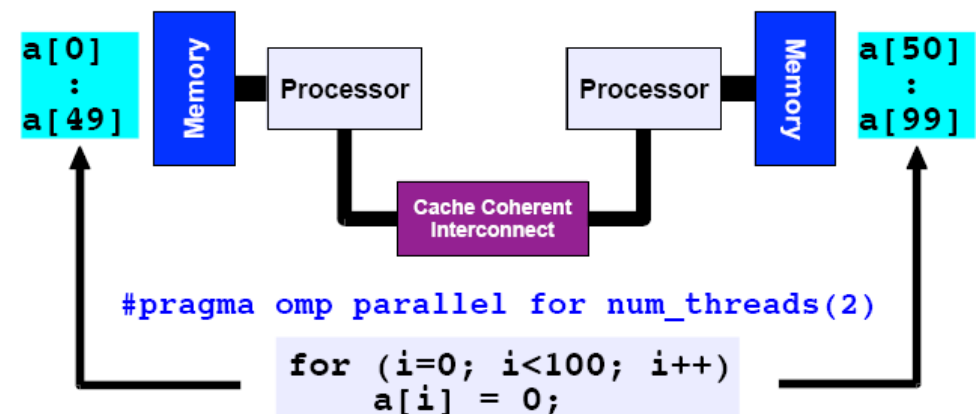 a[0]
:
a[49]
Memory
Processor
Processor
Memory
a[50]
:
a[99]
Cache Coherent
Interconnect
#pragma omp parallel for num_threads(2)
for (i=0; i<100; i++)
a[i] = 0;